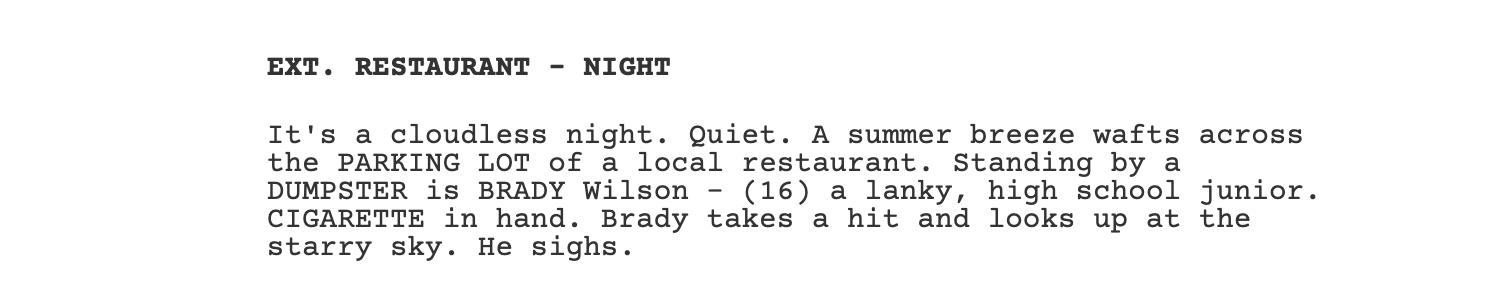 EXT. RESTAURANT - NIGHT
It's a cloudless night. Quiet. A summer breeze wafts across
the PARKING LOT of a local restaurant. Standing by a
DUMPSTER is BRADY Wilson - (16) a lanky, high school junior.
CIGARETTE in hand. Brady takes a hit and looks up at the
starry sky. He sighs.